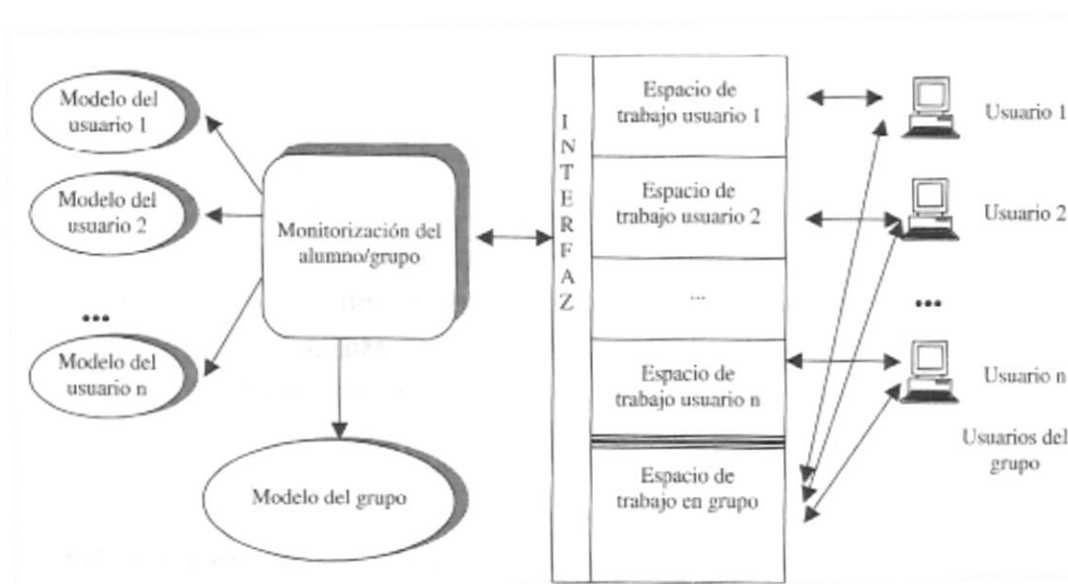 Modelo del
usuario 1
Modelo del
usuario 2
...
Modelo del
usuario n
Monitorización del
alumno/grupo
Modelo del grupo
INTERFAZ
Espacio de
trabajo usuario 1
Espacio de
trabajo usuario 2
...
Espacio de
trabajo usuario n
Espacio de
trabajo en grupo
Usuario 1
Usuario 2
...
Usuario n
Usuarios del
grupo